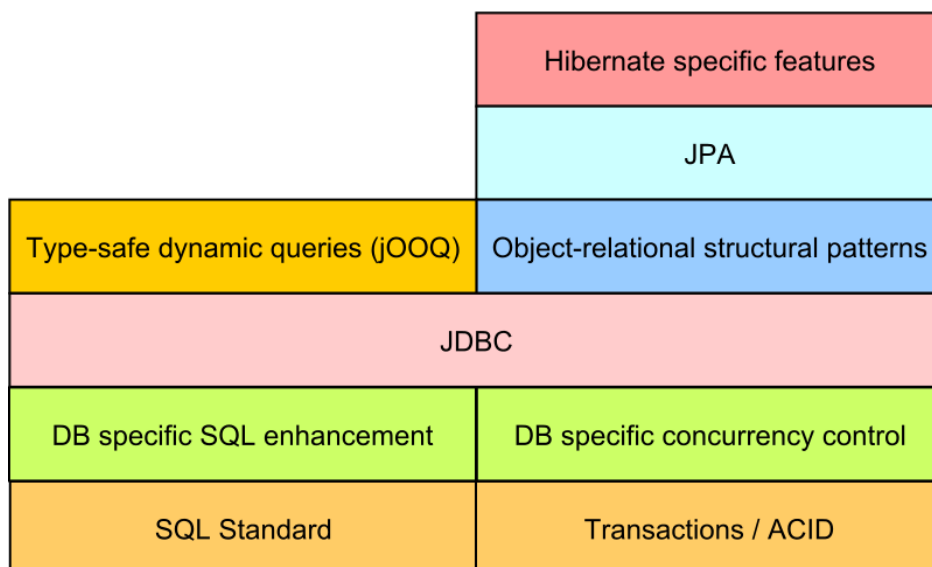 Hibernate specific features
JPA
Type-safe dynamic queries (jOOQ)
Object-relational structural patterns
JDBC
DB specific SQL enhancement
DB specific concurrency control
SQL Standard
Transactions / ACID